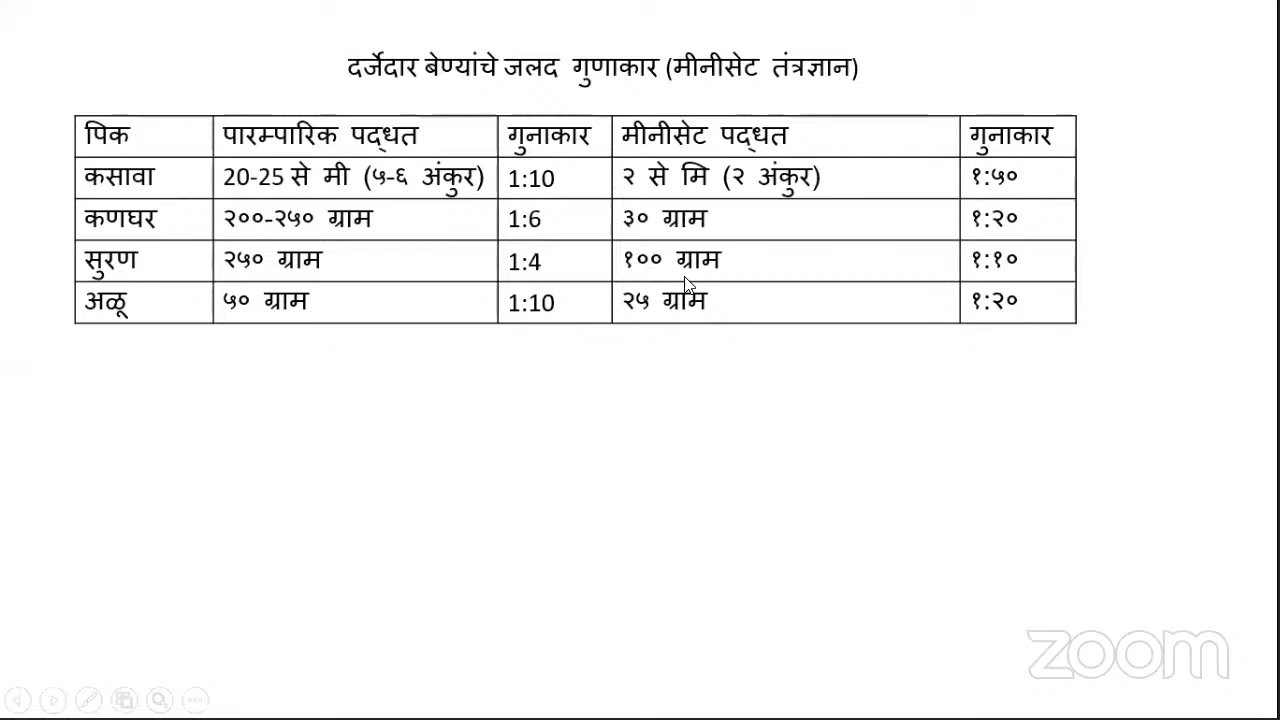 दर्जेदार बेण्यांचे जलद गुणाकार (मीनीसेट तंत्रज्ञान)
पिक पारम्पारिक पद्धत गुनाकार मीनीसेट पद्धत गुनाकार
कसावा 20-25 से मी (५-६ अंकुर) 1:10 २ से मि (२ अंकुर) १:५०
कणघर २००-२५० ग्राम 1:6 ३० ग्राम १:२०
सुरण २५० ग्राम 1:4 १०० ग्राम १:१०
अळू ५० ग्राम 1:10 २५ ग्राम १:२०
zoom